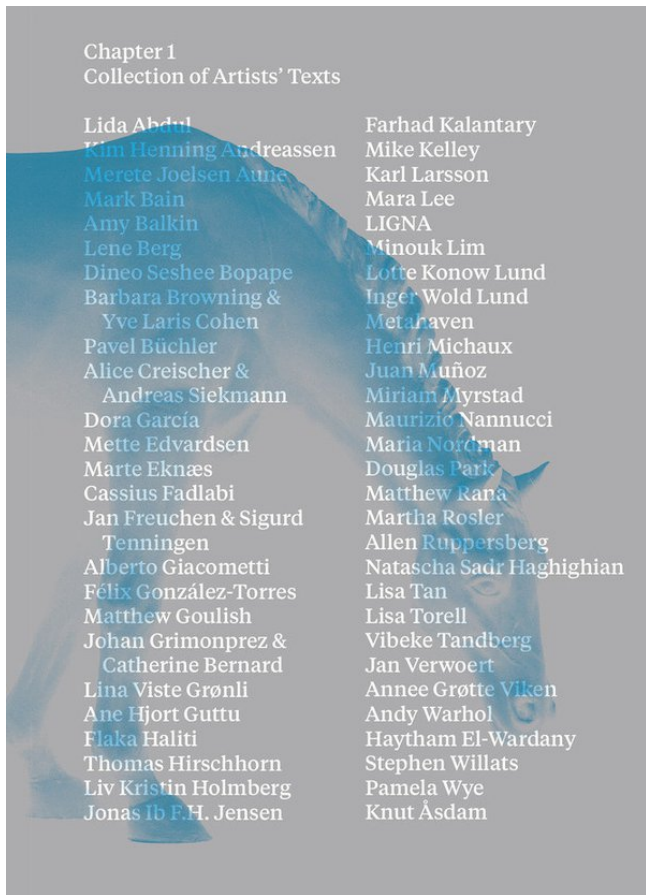 Chapter 1
Collection of Artists’ Texts
Lida Abdul
Kim Henning Andreassen
Merete Joelsen Aune
Mark Bain
Amy Balkin
Lene Berg
Dineo Seshee Bopape
Barbara Browning &
Yve Laris Cohen
Pavel Büchler
Alice Creischer &
Andreas Siekmann
Dora García
Mette Edvardsen
Marte Eknæs
Cassius Fadlabi
Jan Freuchen & Sigurd
Tenningen
Alberto Giacometti
Félix González-Torres
Matthew Goulish
Johan Grimonprez &
Catherine Bernard
Lina Viste Grønli
Ane Hjort Guttu
Flaka Haliti
Thomas Hirschhorn
Liv Kristin Holmberg
Jonas Ib F.H. Jensen
Farhad Kalantary
Mike Kelley
Karl Larsson
Mara Lee
LIGNA
Minouk Lim
Lotte Konow Lund
Inger Wold Lund
Metahaven
Henri Michaux
Juan Muñoz
Miriam Myrstad
Maurizio Nannucci
Maria Nordman
Douglas Park
Matthew Rana
Martha Rosler
Allen Ruppersberg
Natascha Sadr Haghighian
Lisa Tan
Lisa Torell
Vibeke Tandberg
Jan Verwoert
Annee Grøtte Viken
Andy Warhol
Haytham El-Wardany
Stephen Willats
Pamela Wye
Knut Åsdam